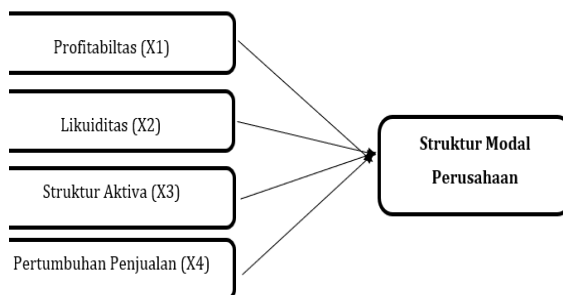 Profitabiltas (X1)
Likuiditas (X2)
Struktur Aktiva (X3)
Pertumbuhan Penjualan (X4)
Struktur Modal
Perusahaan